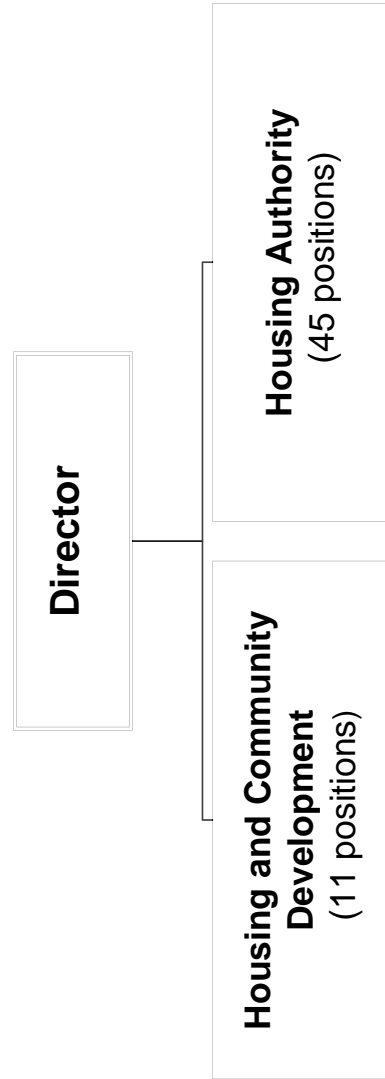 Director
Housing and Community
Development
(11 positions)
Housing Authority
(45 positions)